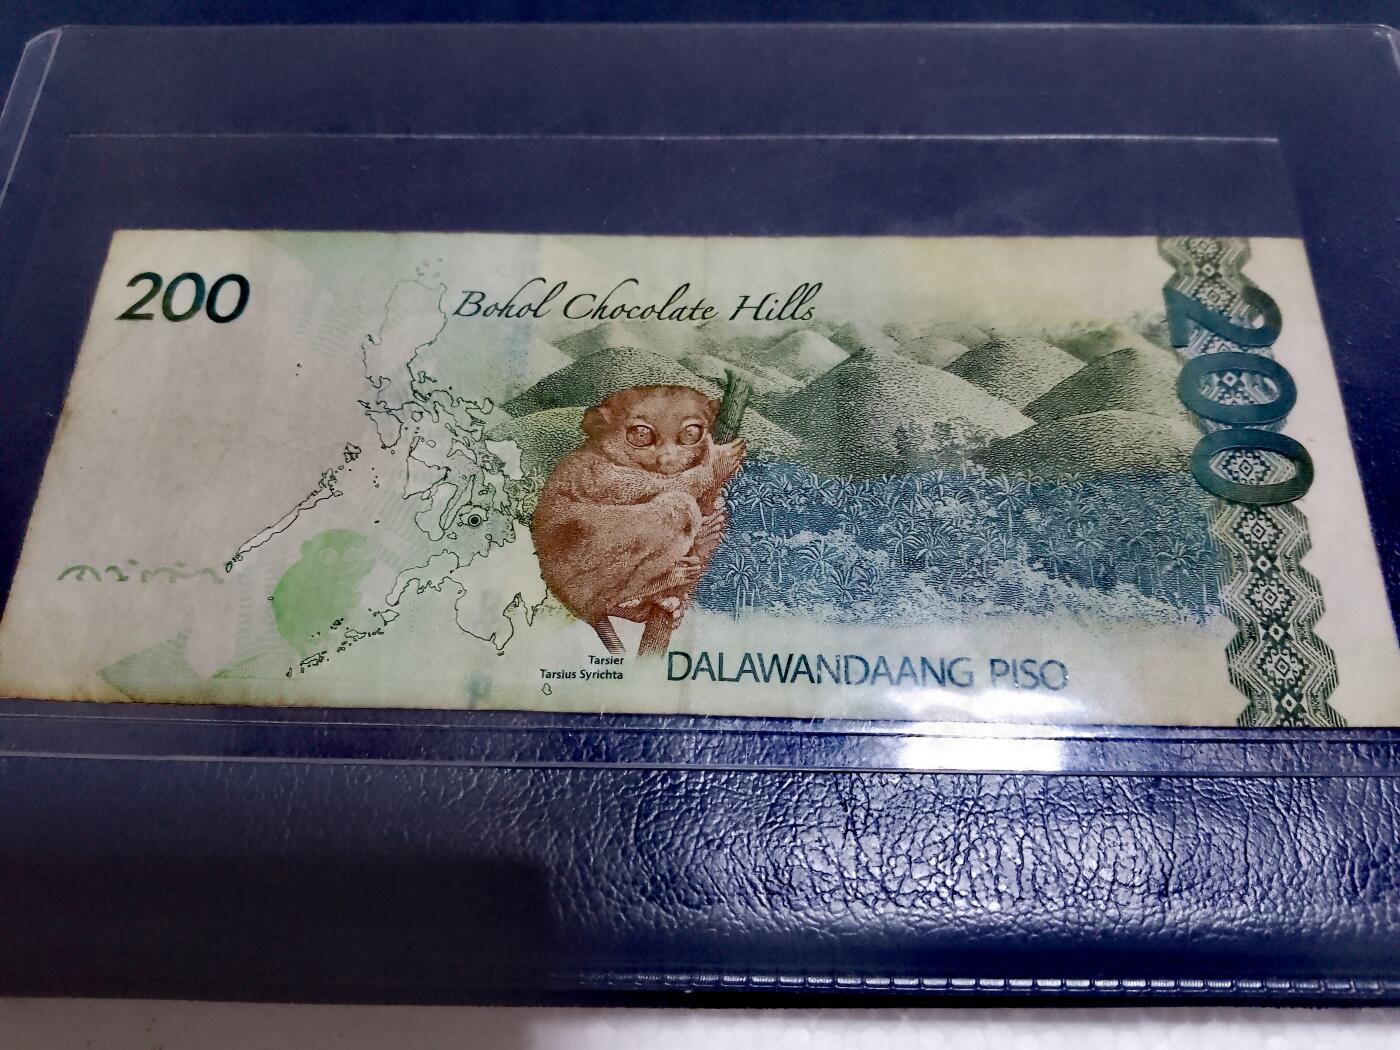 200
Bohol Chocolate Hills
200
Tarsier
Tarsius Syrichta
DALAWANDAANG PISO